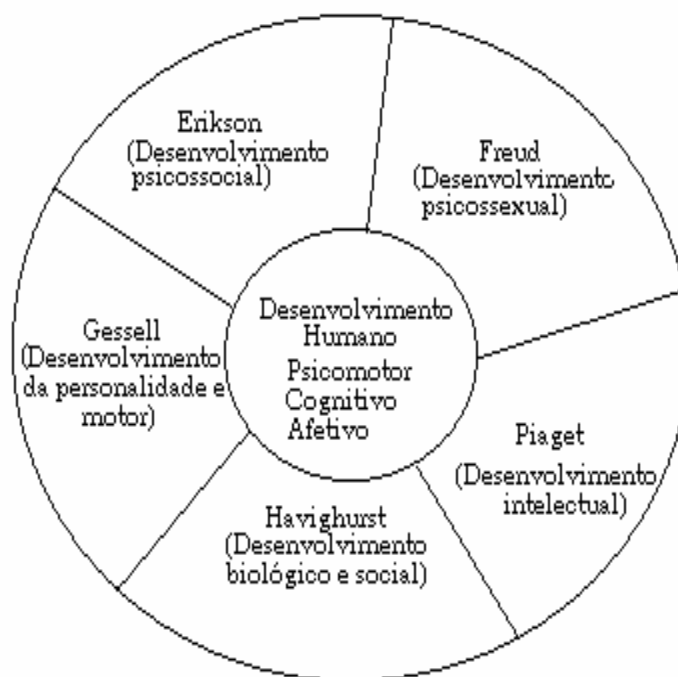 Erikson
(Desenvolvimento
psicossocial)
Freud
(Desenvolvimento
psicossexual)
Gessell
(Desenvolvimento
da personalidade e
motor)
Desenvolvimento
Humano
Psicomotor
Cognitivo
Afetivo
Piaget
(Desenvolvimento
intelectual)
Havighurst
(Desenvolvimento
biológico e social)